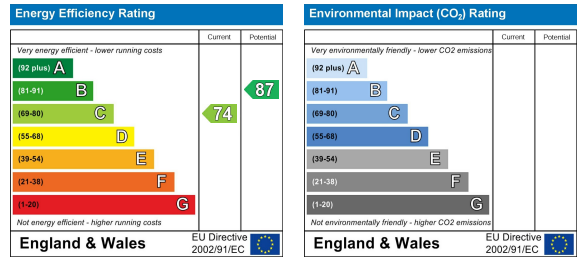 Energy Efficiency Rating
Current Potential
Very energy efficient - lower running costs
(92 plus) A
(81-91) B
(69-80) C
(55-68) D
(39-54) E
(21-38) F
(1-20) G
74
87
Not energy efficient - higher running costs
England & Wales
EU Directive
2002/91/EC
Environmental Impact (CO₂) Rating
Current Potential
Very environmentally friendly - lower CO2 emissions
(92 plus) A
(81-91) B
(69-80) C
(55-68) D
(39-54) E
(21-38) F
(1-20) G
Not environmentally friendly - higher CO2 emissions
England & Wales
EU Directive
2002/91/EC